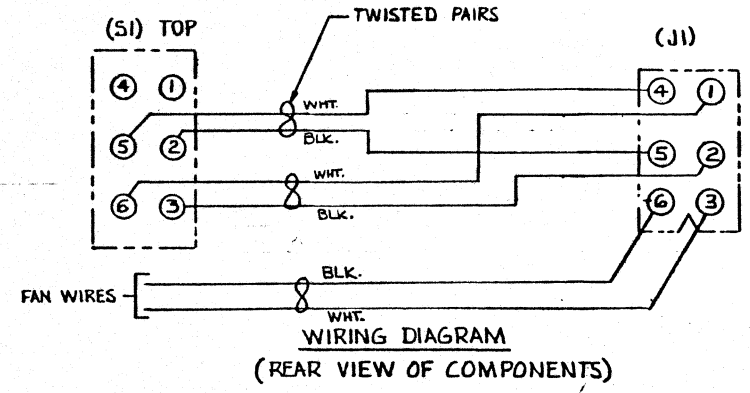 TWISTED PAIRS
(S1) TOP
(J1)
4 1
4 1
WHT.
BLK.
5 2
5 2
WHT.
6 3
6 3
BLK.
BLK.
FAN WIRES
WHT.
WIRING DIAGRAM
(REAR VIEW OF COMPONENTS)